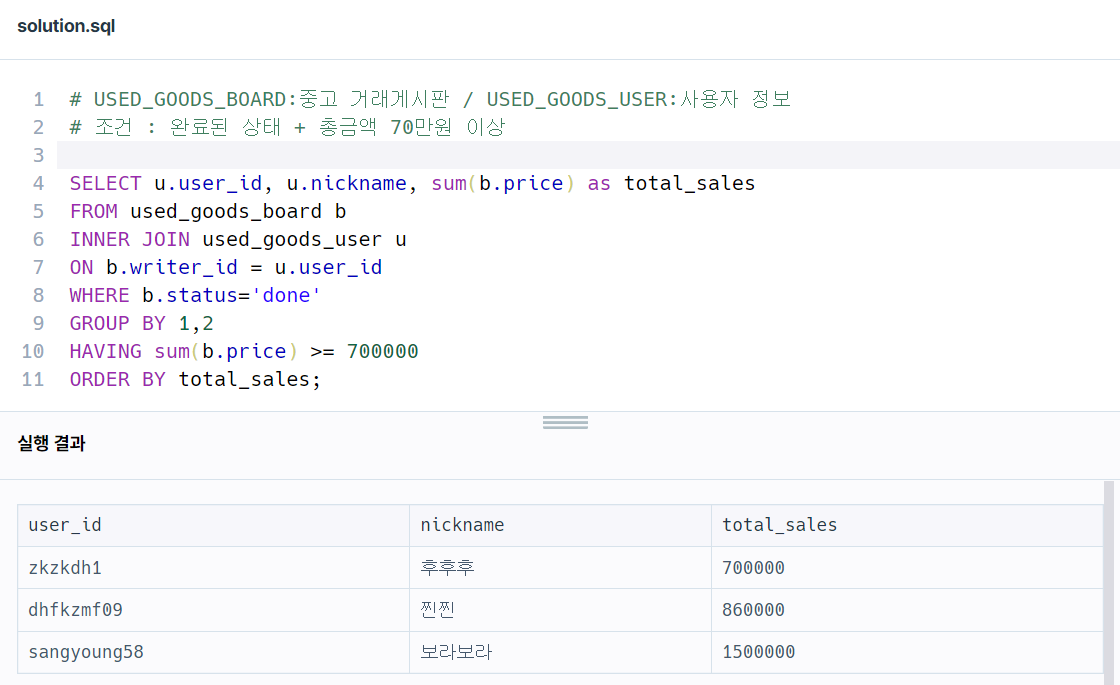 solution.sql
1 # USED_GOODS_BOARD:중고 거래게시판 / USED_GOODS_USER:사용자 정보
2 # 조건 : 완료된 상태 + 총금액 70만원 이상
3
4 SELECT u.user_id, u.nickname, sum(b.price) as total_sales
5 FROM used_goods_board b
6 INNER JOIN used_goods_user u
7 ON b.writer_id = u.user_id
8 WHERE b.status='done'
9 GROUP BY 1,2
10 HAVING sum(b.price) >= 700000
11 ORDER BY total_sales;
실행 결과
user_id nickname total_sales
zkzkdh1 후후후 700000
dhfkzmf09 찐찐 860000
sangyoung58 보라보라 1500000